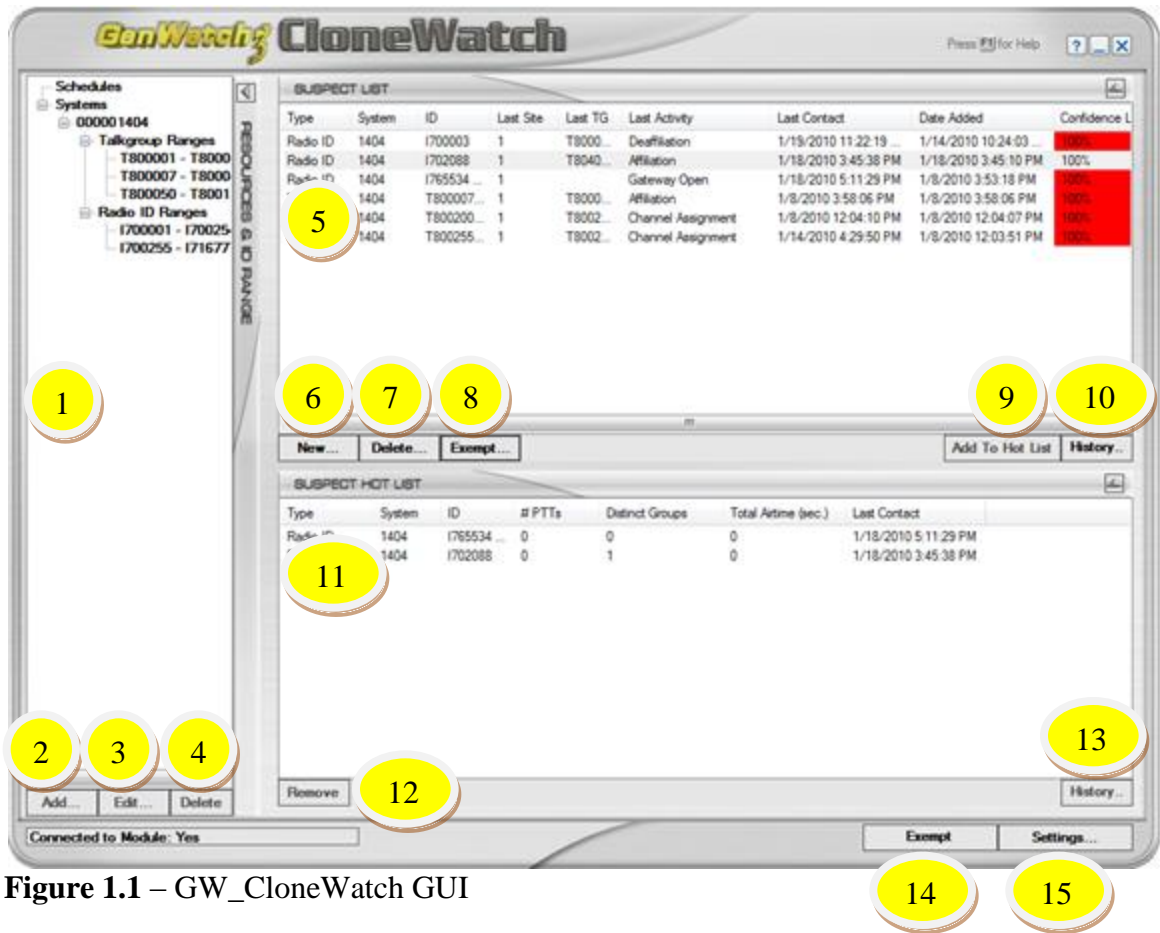 GenWatch3 CloneWatch
Press F1 for Help
? _ X
Schedules
Systems
000001404
Talkgroup Ranges
T800001 - T8000
T800007 - T8000
T800050 - T8001
Radio ID Ranges
I700001 - I70025
I700255 - I71677
RESOURCES & ID RANGE
SUSPECT LIST
Type System ID Last Site Last TG Last Activity Last Contact Date Added Confidence L
Radio ID 1404 I700003 1 T8000... Deaffiliation 1/19/2010 11:22:19 ... 1/14/2010 10:24:03 ... 100%
Radio ID 1404 I702088 1 T8040... Affiliation 1/18/2010 3:45:38 PM 1/18/2010 3:45:10 PM 100%
Radio ID 1404 I765534 ... 1 Gateway Open 1/18/2010 5:11:29 PM 1/8/2010 3:53:18 PM 100%
1404 T800007... 1 T8000... Affiliation 1/8/2010 3:58:06 PM 1/8/2010 3:58:06 PM 100%
1404 T800200... 1 T8002... Channel Assignment 1/8/2010 12:04:10 PM 1/8/2010 12:04:07 PM 100%
1404 T800255... 1 T8002... Channel Assignment 1/14/2010 4:29:50 PM 1/8/2010 12:03:51 PM 100%
5
1
6 7 8 9 10
New... Delete... Exempt... Add To Hot List History...
SUSPECT HOT LIST
Type System ID # PTTs Distinct Groups Total Airtime (sec.) Last Contact
Radio ID 1404 I765534 ... 0 0 0 1/18/2010 5:11:29 PM
1404 I702088 0 1 0 1/18/2010 3:45:38 PM
11
2 3 4
13
12
Remove History...
Add... Edit... Delete
Connected to Module: Yes
Exempt Settings...
14 15
Figure 1.1 – GW_CloneWatch GUI